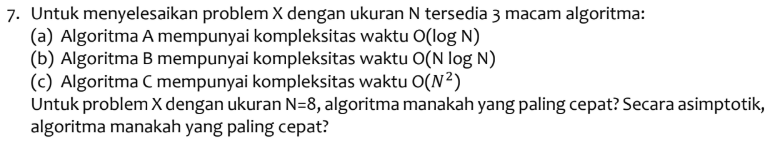 7. Untuk menyelesaikan problem X dengan ukuran N tersedia 3 macam algoritma:
(a) Algoritma A mempunyai kompleksitas waktu O(log N)
(b) Algoritma B mempunyai kompleksitas waktu O(N log N)
(c) Algoritma C mempunyai kompleksitas waktu O(N²)
Untuk problem X dengan ukuran N=8, algoritma manakah yang paling cepat? Secara asimptotik,
algoritma manakah yang paling cepat?